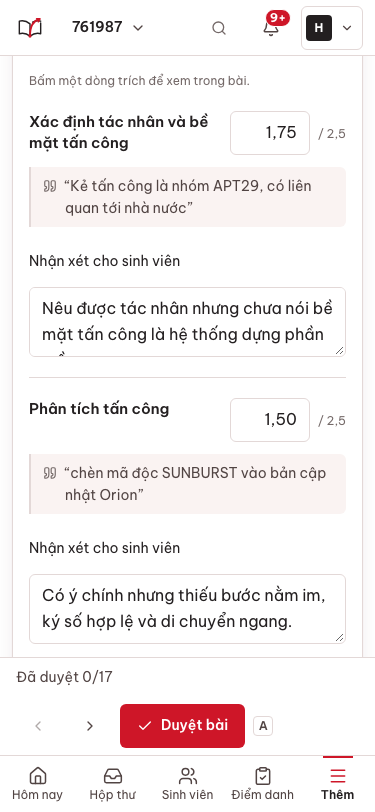 761987
9+
H
Bấm một dòng trích để xem trong bài.
Xác định tác nhân và bề
mặt tấn công
1,75
/ 2,5
“Kẻ tấn công là nhóm APT29, có liên
quan tới nhà nước”
Nhận xét cho sinh viên
Nêu được tác nhân nhưng chưa nói bề
mặt tấn công là hệ thống dựng phần
Phân tích tấn công
1,50
/ 2,5
“chèn mã độc SUNBURST vào bản cập
nhật Orion”
Nhận xét cho sinh viên
Có ý chính nhưng thiếu bước nằm im,
ký số hợp lệ và di chuyển ngang.
Đã duyệt 0/17
Duyệt bài
A
Hôm nay
Hộp thư
Sinh viên
Điểm danh
Thêm